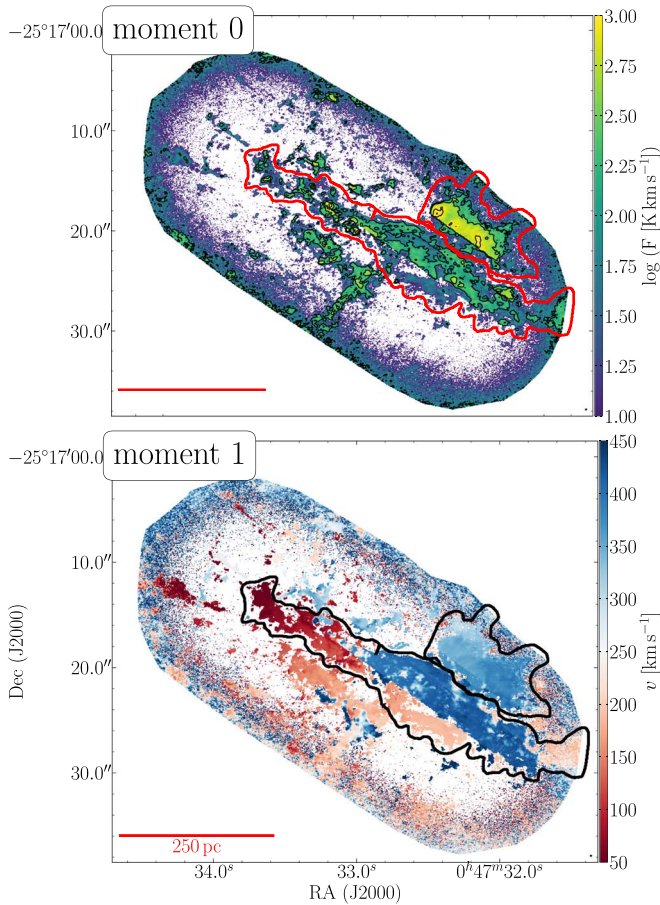 moment 0
−25°17′00.0
10.0″
20.0″
30.0″
3.00
2.75
2.50
2.25
2.00
1.75
1.50
1.25
1.00
log (F [K km s⁻¹])
moment 1
−25°17′00.0
10.0″
20.0″
30.0″
Dec (J2000)
250 pc
34.0ˢ
33.0ˢ
0ʰ47ᵐ32.0ˢ
RA (J2000)
450
400
350
300
250
200
150
100
50
v [km s⁻¹]